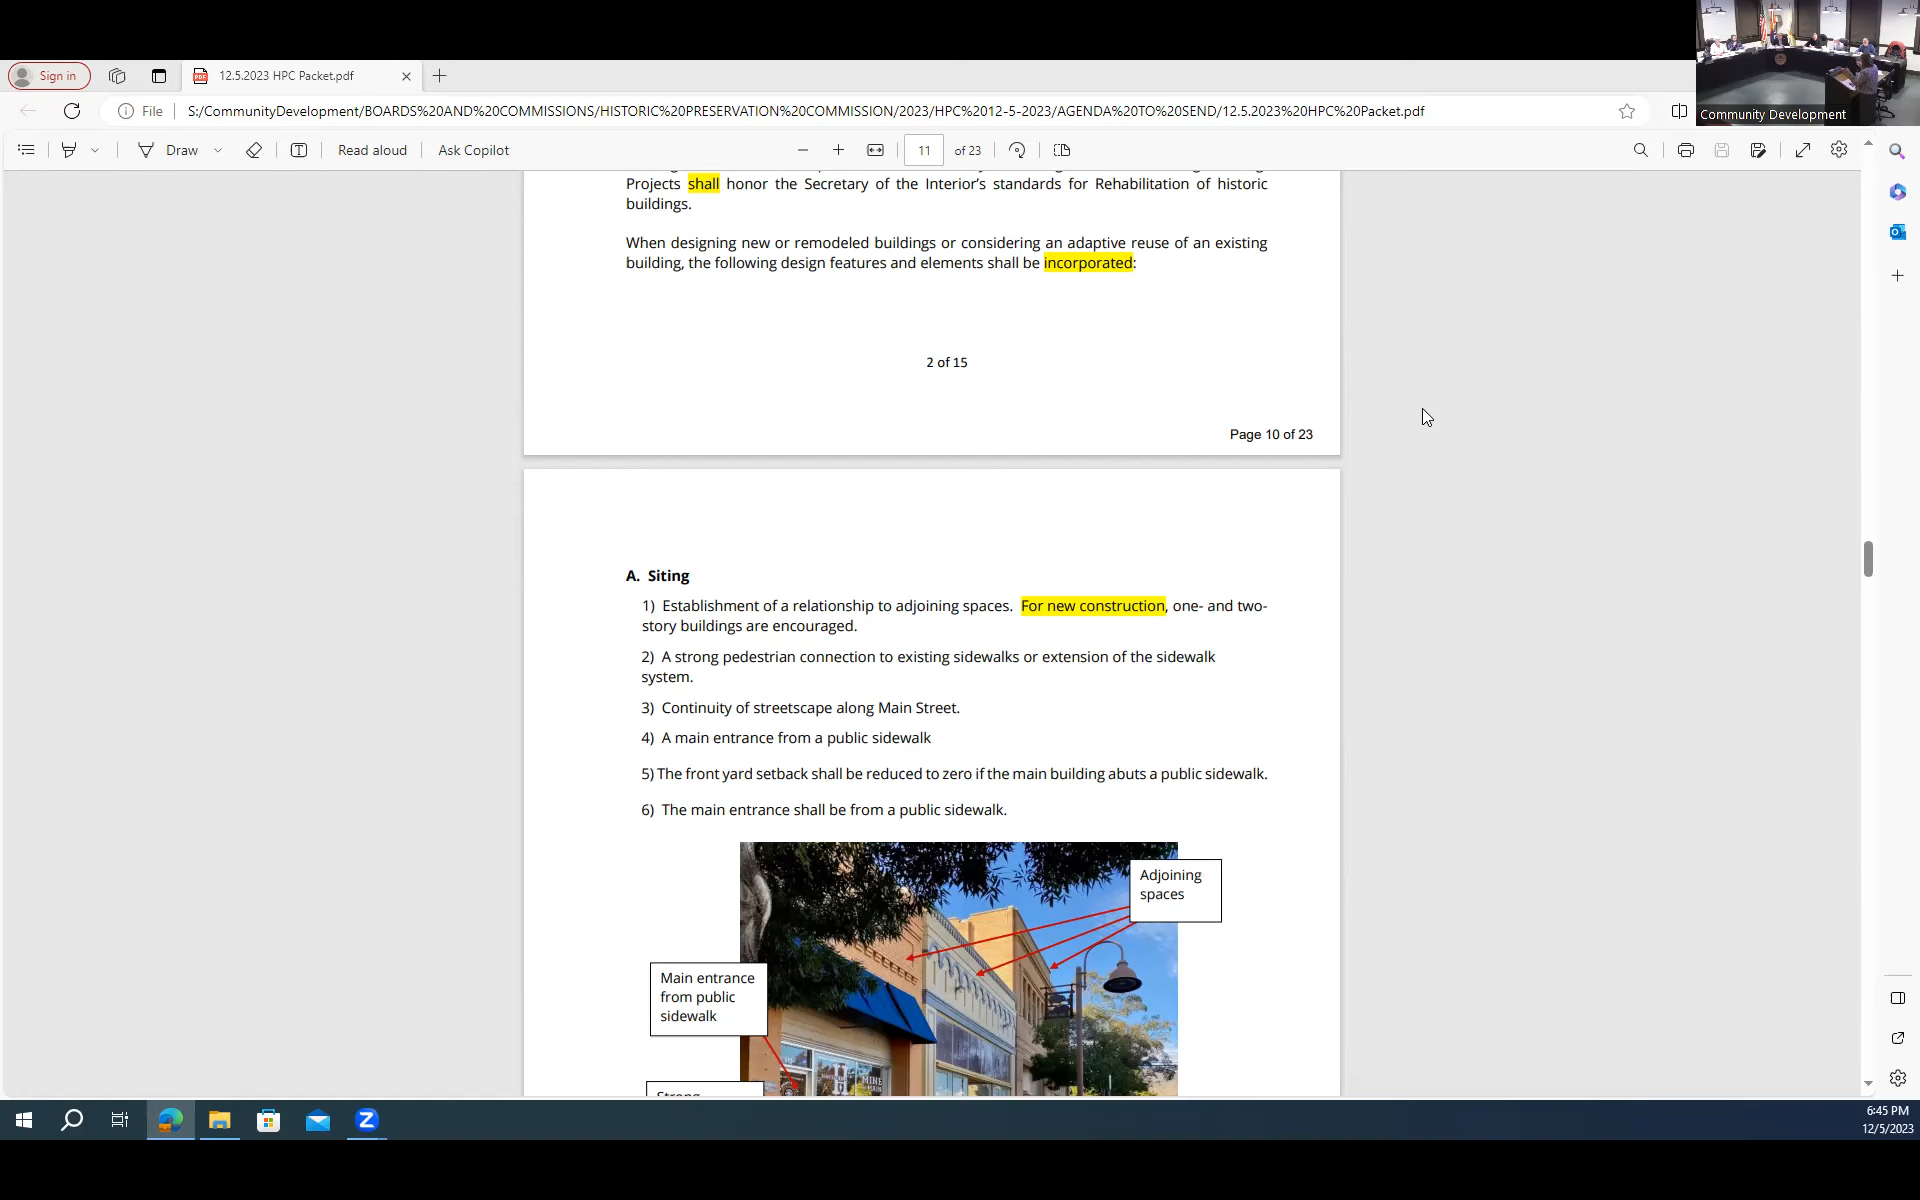 Community Development
Sign in
12.5.2023 HPC Packet.pdf
File
S:/CommunityDevelopment/BOARDS%20AND%20COMMISSIONS/HISTORIC%20PRESERVATION%20COMMISSION/2023/HPC%2012-5-2023/AGENDA%20TO%20SEND/12.5.2023%20HPC%20Packet.pdf
Draw
Read aloud
Ask Copilot
11 of 23
Projects shall honor the Secretary of the Interior’s standards for Rehabilitation of historic
buildings.
When designing new or remodeled buildings or considering an adaptive reuse of an existing
building, the following design features and elements shall be incorporated:
2 of 15
Page 10 of 23
A. Siting
1) Establishment of a relationship to adjoining spaces. For new construction, one- and two-
story buildings are encouraged.
2) A strong pedestrian connection to existing sidewalks or extension of the sidewalk
system.
3) Continuity of streetscape along Main Street.
4) A main entrance from a public sidewalk
5) The front yard setback shall be reduced to zero if the main building abuts a public sidewalk.
6) The main entrance shall be from a public sidewalk.
Adjoining
spaces
Main entrance
from public
sidewalk
MINE
Strong
6:45 PM
12/5/2023